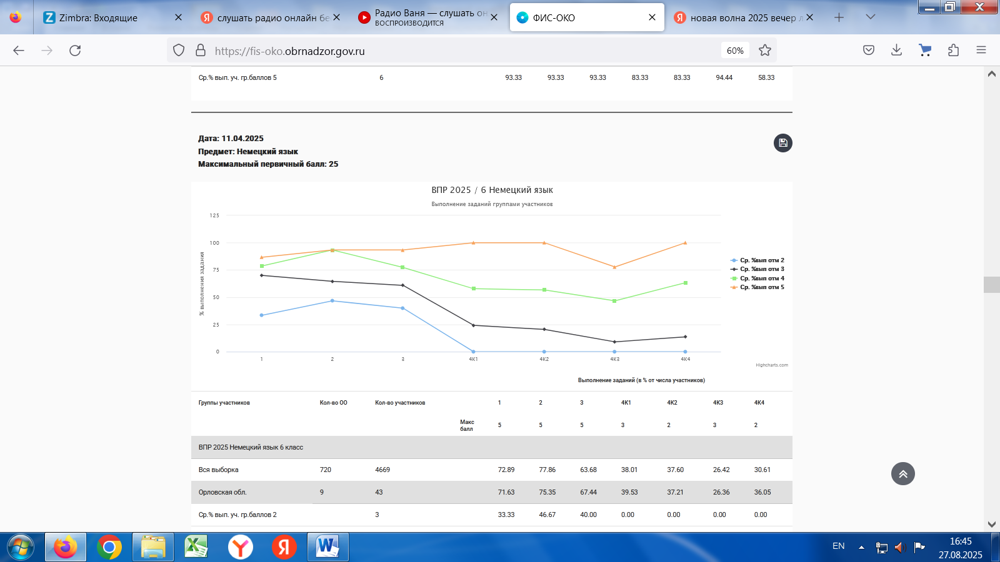 Zimbra: Входящие
слушать радио онлайн бе
Радио Ваня — слушать он
ВОСПРОИЗВОДИТСЯ
ФИС-ОКО
новая волна 2025 вечер л
https://fis-oko.obrnadzor.gov.ru
60%
Ср.% вып. уч. гр.баллов 5 6 93.33 93.33 93.33 83.33 83.33 94.44 58.33
Дата: 11.04.2025
Предмет: Немецкий язык
Максимальный первичный балл: 25
ВПР 2025 / 6 Немецкий язык
Выполнение заданий группами участников
% выполнения задания
125
100
75
50
25
0
1 2 3 4К1 4К2 4К3 4К4
Ср. %вып отм 2
Ср. %вып отм 3
Ср. %вып отм 4
Ср. %вып отм 5
Highcharts.com
Выполнение заданий (в % от числа участников)
Группы участников Кол-во ОО Кол-во участников 1 2 3 4К1 4К2 4К3 4К4
Макс балл 5 5 5 3 2 3 2
ВПР 2025 Немецкий язык 6 класс
Вся выборка 720 4669 72.89 77.86 63.68 38.01 37.60 26.42 30.61
Орловская обл. 9 43 71.63 75.35 67.44 39.53 37.21 26.36 36.05
Ср.% вып. уч. гр.баллов 2 3 33.33 46.67 40.00 0.00 0.00 0.00 0.00
EN
16:45
27.08.2025